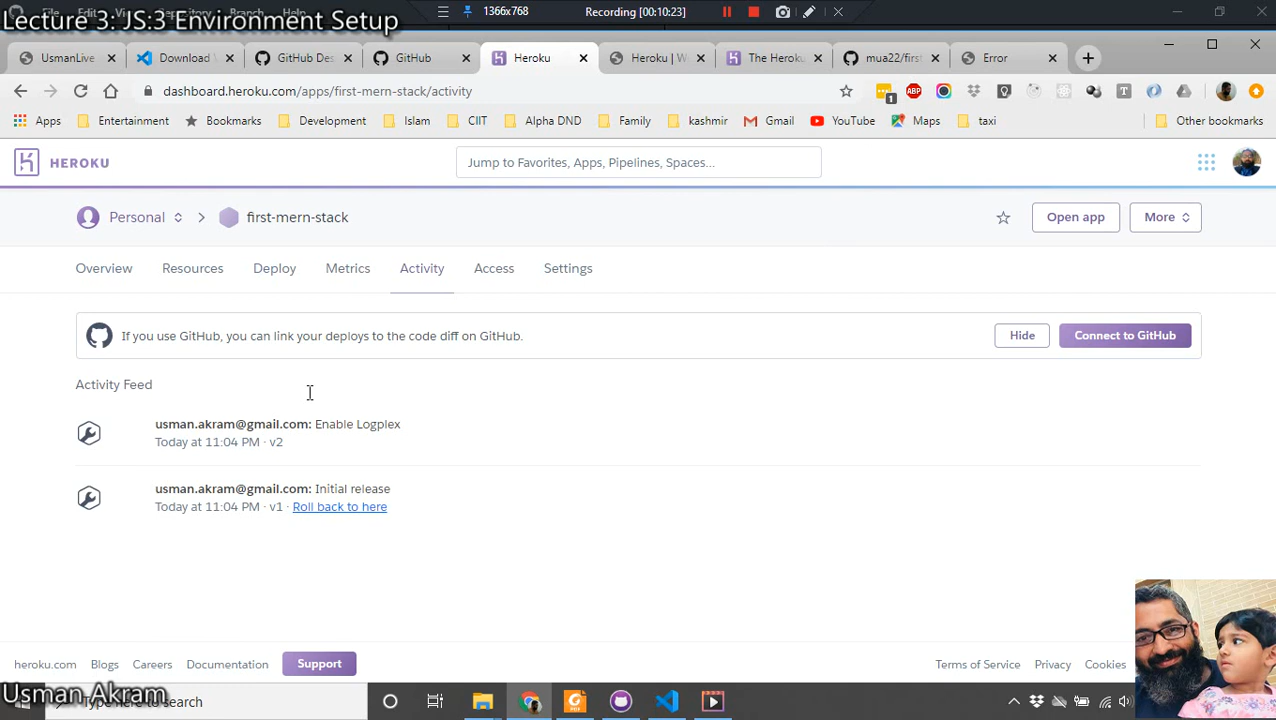 Lecture 3: JS:3 Environment Setup
1366x768
Recording [00:10:23]
UsmanLive
Download
GitHub Des
GitHub
Heroku
Heroku | W
The Heroku
mua22/first
Error
dashboard.heroku.com/apps/first-mern-stack/activity
Apps
Entertainment
Bookmarks
Development
Islam
CIIT
Alpha DND
Family
kashmir
Gmail
YouTube
Maps
taxi
Other bookmarks
HEROKU
Jump to Favorites, Apps, Pipelines, Spaces...
Personal
first-mern-stack
Open app
More
Overview
Resources
Deploy
Metrics
Activity
Access
Settings
If you use GitHub, you can link your deploys to the code diff on GitHub.
Hide
Connect to GitHub
Activity Feed
usman.akram@gmail.com: Enable Logplex
Today at 11:04 PM · v2
usman.akram@gmail.com: Initial release
Today at 11:04 PM · v1 · Roll back to here
heroku.com
Blogs
Careers
Documentation
Support
Terms of Service
Privacy
Cookies
Usman Akram
here to search